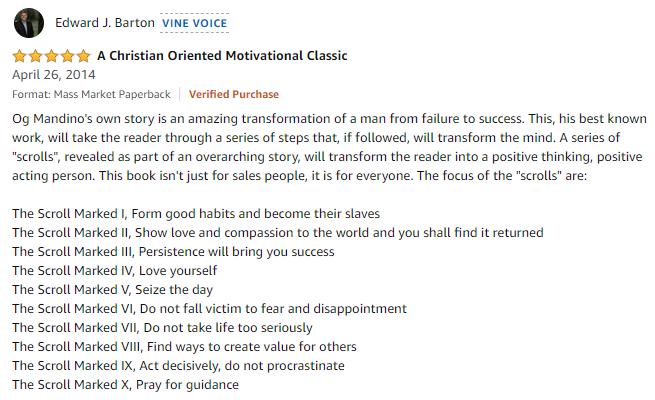 Edward J. Barton VINE VOICE
A Christian Oriented Motivational Classic
April 26, 2014
Format: Mass Market Paperback Verified Purchase
Og Mandino's own story is an amazing transformation of a man from failure to success. This, his best known
work, will take the reader through a series of steps that, if followed, will transform the mind. A series of
"scrolls", revealed as part of an overarching story, will transform the reader into a positive thinking, positive
acting person. This book isn't just for sales people, it is for everyone. The focus of the "scrolls" are:
The Scroll Marked I, Form good habits and become their slaves
The Scroll Marked II, Show love and compassion to the world and you shall find it returned
The Scroll Marked III, Persistence will bring you success
The Scroll Marked IV, Love yourself
The Scroll Marked V, Seize the day
The Scroll Marked VI, Do not fall victim to fear and disappointment
The Scroll Marked VII, Do not take life too seriously
The Scroll Marked VIII, Find ways to create value for others
The Scroll Marked IX, Act decisively, do not procrastinate
The Scroll Marked X, Pray for guidance